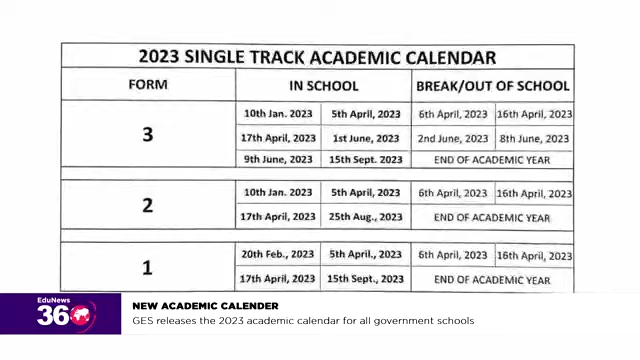 2023 SINGLE TRACK ACADEMIC CALENDAR
FORM IN SCHOOL BREAK/OUT OF SCHOOL
3
10th Jan. 2023 5th April, 2023 6th April, 2023 16th April, 2023
17th April, 2023 1st June, 2023 2nd June, 2023 8th June, 2023
9th June, 2023 15th Sept. 2023 END OF ACADEMIC YEAR
2
10th Jan. 2023 5th April, 2023 6th April, 2023 16th April, 2023
17th April, 2023 25th Aug., 2023 END OF ACADEMIC YEAR
1
20th Feb., 2023 5th April., 2023 6th April, 2023 16th April, 2023
17th April, 2023 15th Sept., 2023 END OF ACADEMIC YEAR
EduNews
360
NEW ACADEMIC CALENDER
GES releases the 2023 academic calendar for all government schools